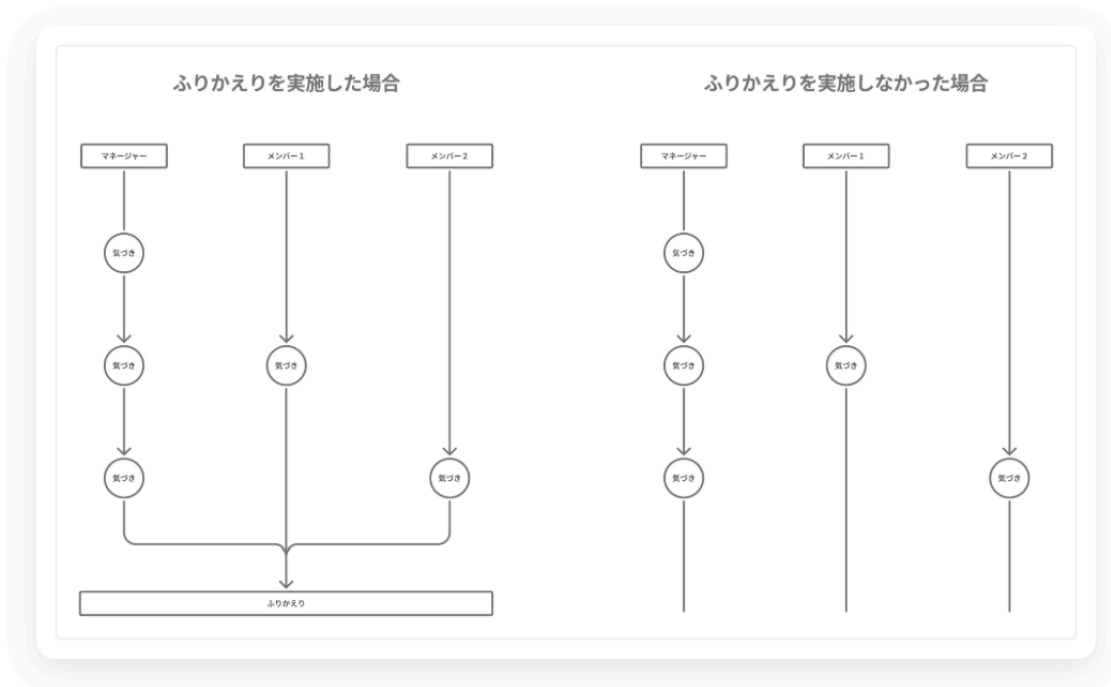 ふりかえりを実施した場合
マネージャー
メンバー１
メンバー２
気づき
気づき
気づき
気づき
気づき
ふりかえり
ふりかえりを実施しなかった場合
マネージャー
メンバー１
メンバー２
気づき
気づき
気づき
気づき
気づき